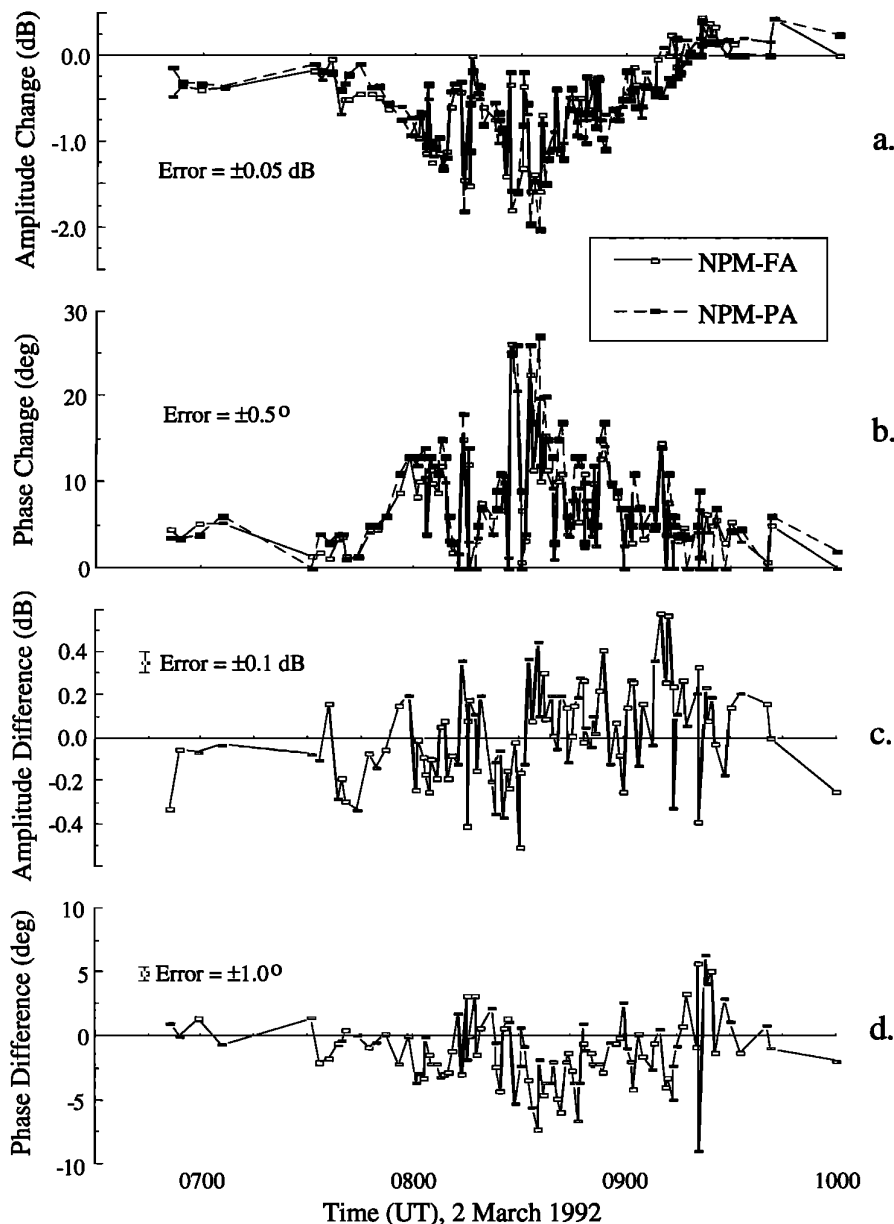 0.0
-1.0
-2.0
Amplitude Change (dB)
Error = ±0.05 dB
a.
NPM-FA
NPM-PA
30
20
10
0
Phase Change (deg)
Error = ±0.5°
b.
0.4
0.2
0.0
-0.2
-0.4
Amplitude Difference (dB)
Error = ±0.1 dB
c.
10
5
0
-5
-10
Phase Difference (deg)
Error = ±1.0°
d.
0700 0800 0900 1000
Time (UT), 2 March 1992